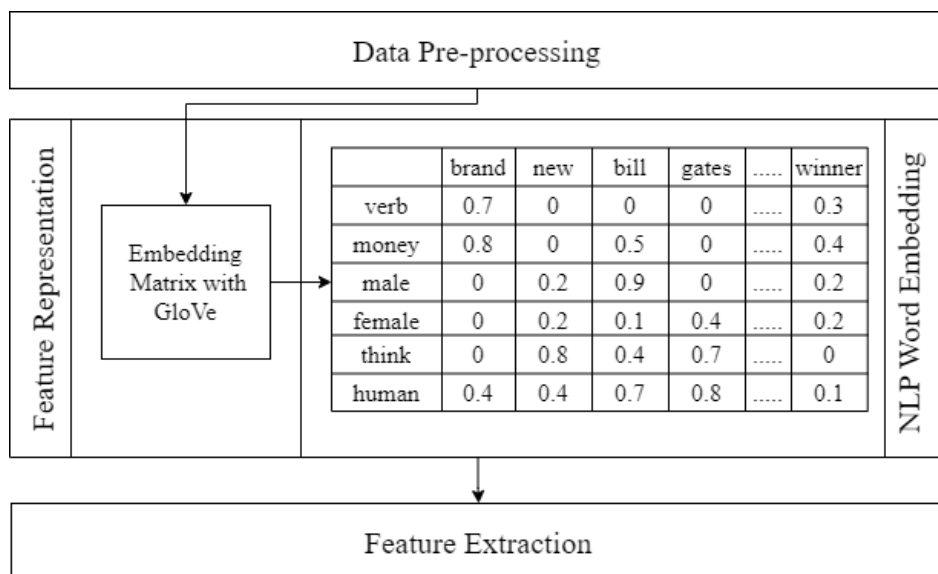 Data Pre-processing
Feature Representation
Embedding
Matrix with
GloVe
brand new bill gates ..... winner
verb 0.7 0 0 0 ..... 0.3
money 0.8 0 0.5 0 ..... 0.4
male 0 0.2 0.9 0 ..... 0.2
female 0 0.2 0.1 0.4 ..... 0.2
think 0 0.8 0.4 0.7 ..... 0
human 0.4 0.4 0.7 0.8 ..... 0.1
NLP Word Embedding
Feature Extraction